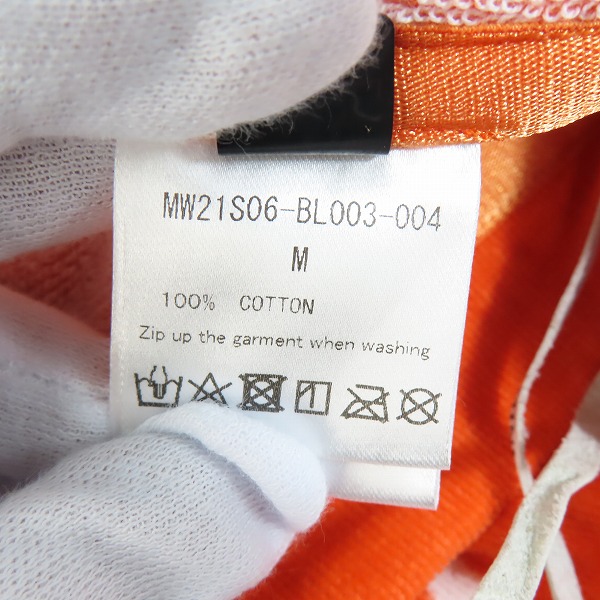 MW21S06-BL003-004
M
100% COTTON
Zip up the garment when washing